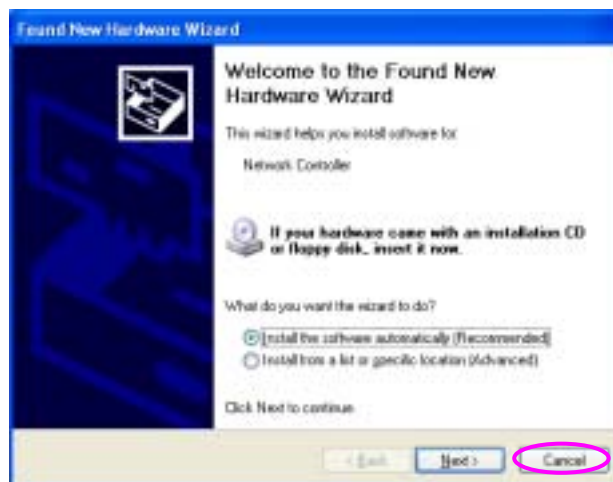 Found New Hardware Wizard
Welcome to the Found New
Hardware Wizard
This wizard helps you install software for:
Network Controller
If your hardware came with an installation CD
or floppy disk, insert it now.
What do you want the wizard to do?
Install the software automatically (Recommended)
Install from a list or specific location (Advanced)
Click Next to continue.
< Back
Next >
Cancel